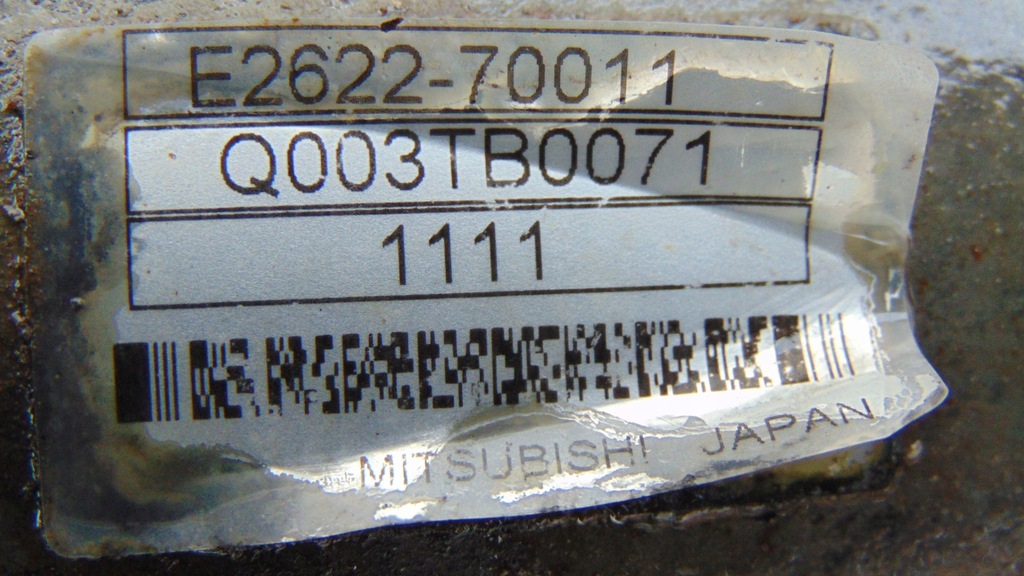 E2622-70011
Q003TB0071
1111
MITSUBISHI JAPAN